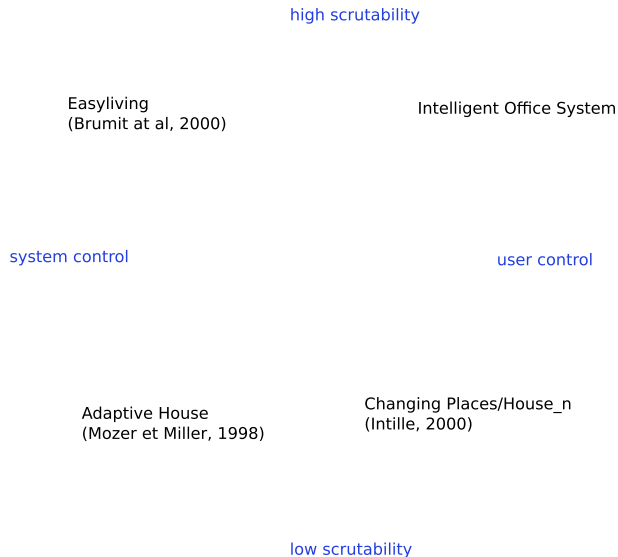 high scrutability
Easyliving
(Brumit at al, 2000)
Intelligent Office System
system control
user control
Adaptive House
(Mozer et Miller, 1998)
Changing Places/House_n
(Intille, 2000)
low scrutability